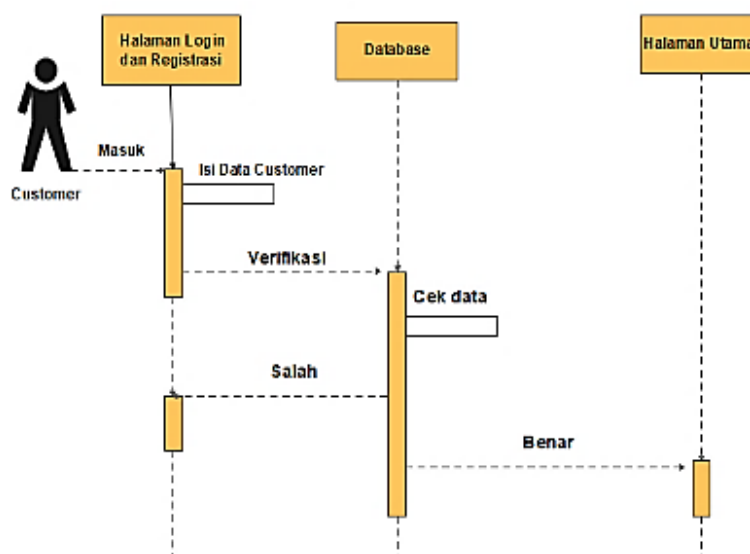 Halaman Login
dan Registrasi
Database
Halaman Utama
Masuk
Customer
Isi Data Customer
Verifikasi
Cek data
Salah
Benar